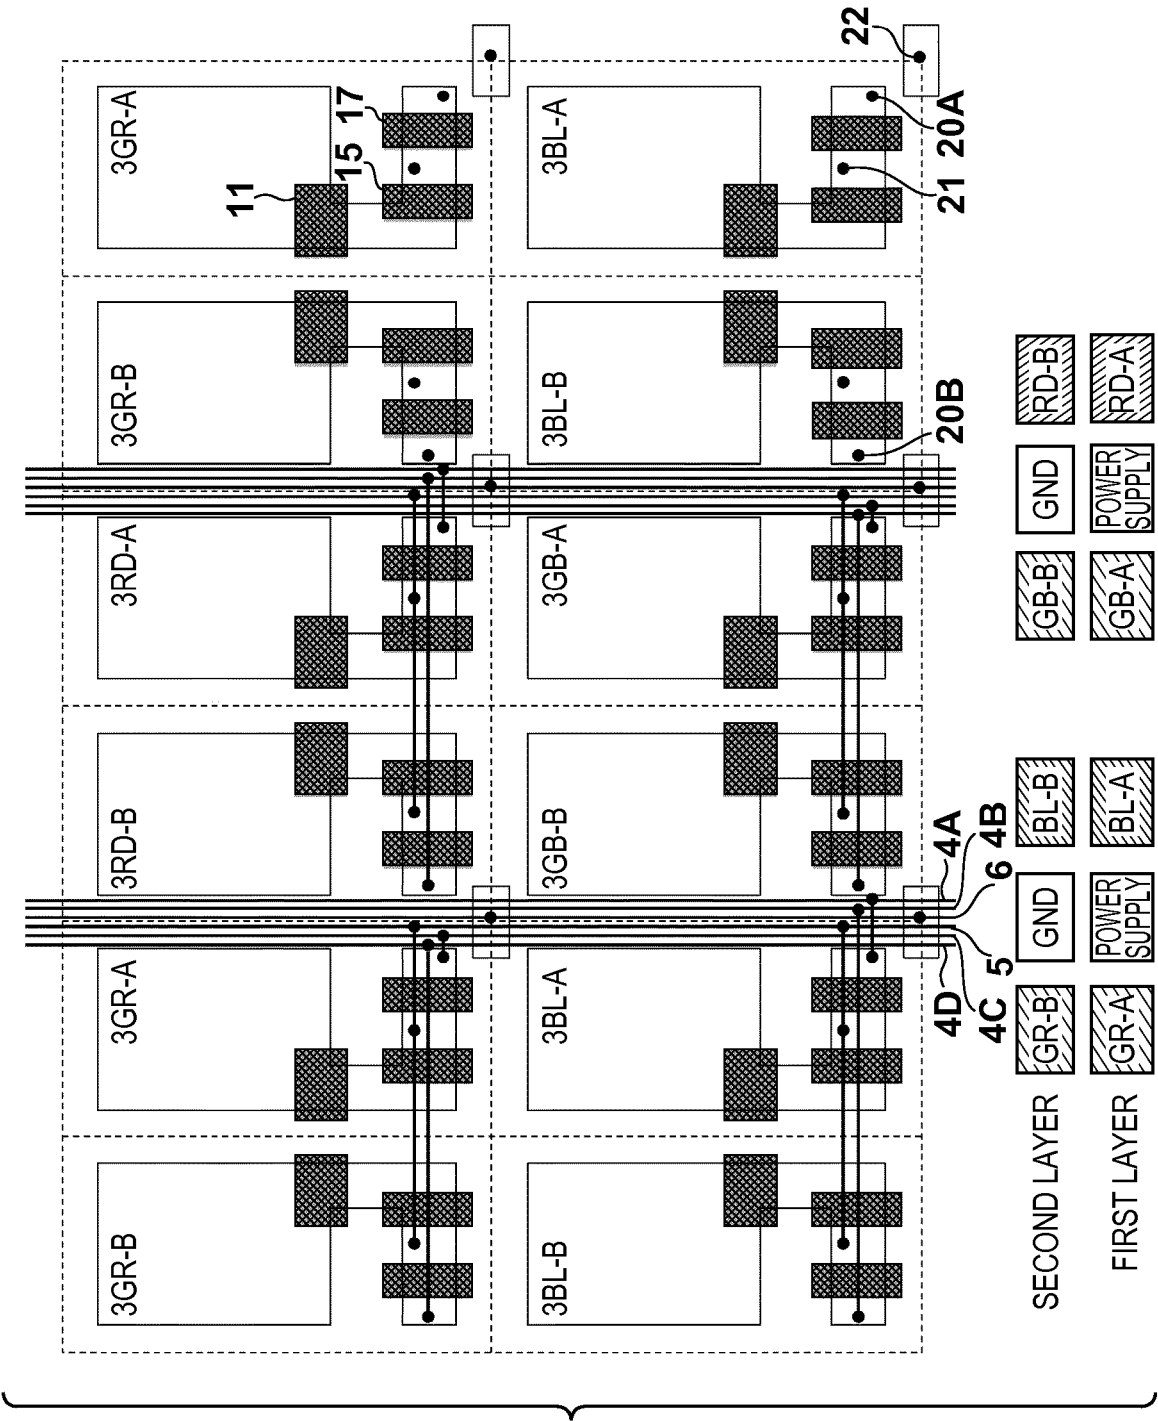 3GR-B
3GR-A
3RD-B
3RD-A
3GR-B
3GR-A
11
15
17
3BL-B
3BL-A
3GB-B
3GB-A
3BL-B
3BL-A
22
4D
4A
20B
21
20A
4C
5
6
4B
SECOND LAYER
GR-B
GND
BL-B
GB-B
GND
RD-B
FIRST LAYER
GR-A
POWER
SUPPLY
BL-A
GB-A
POWER
SUPPLY
RD-A